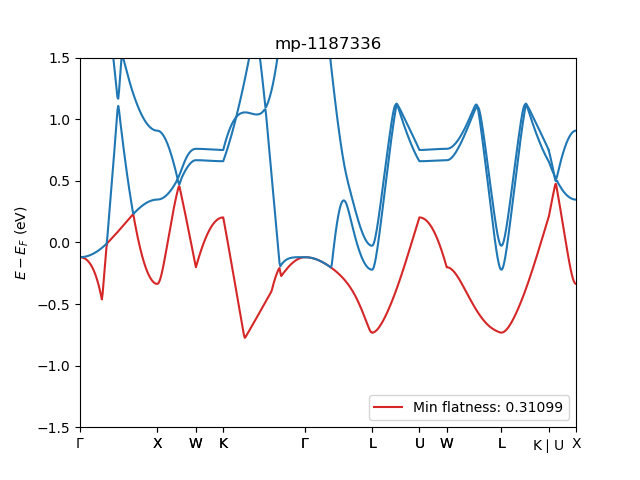 mp-1187336
E − E_F (eV)
1.5
1.0
0.5
0.0
−0.5
−1.0
−1.5
Min flatness: 0.31099
Γ X W K Γ L U W L K | U X